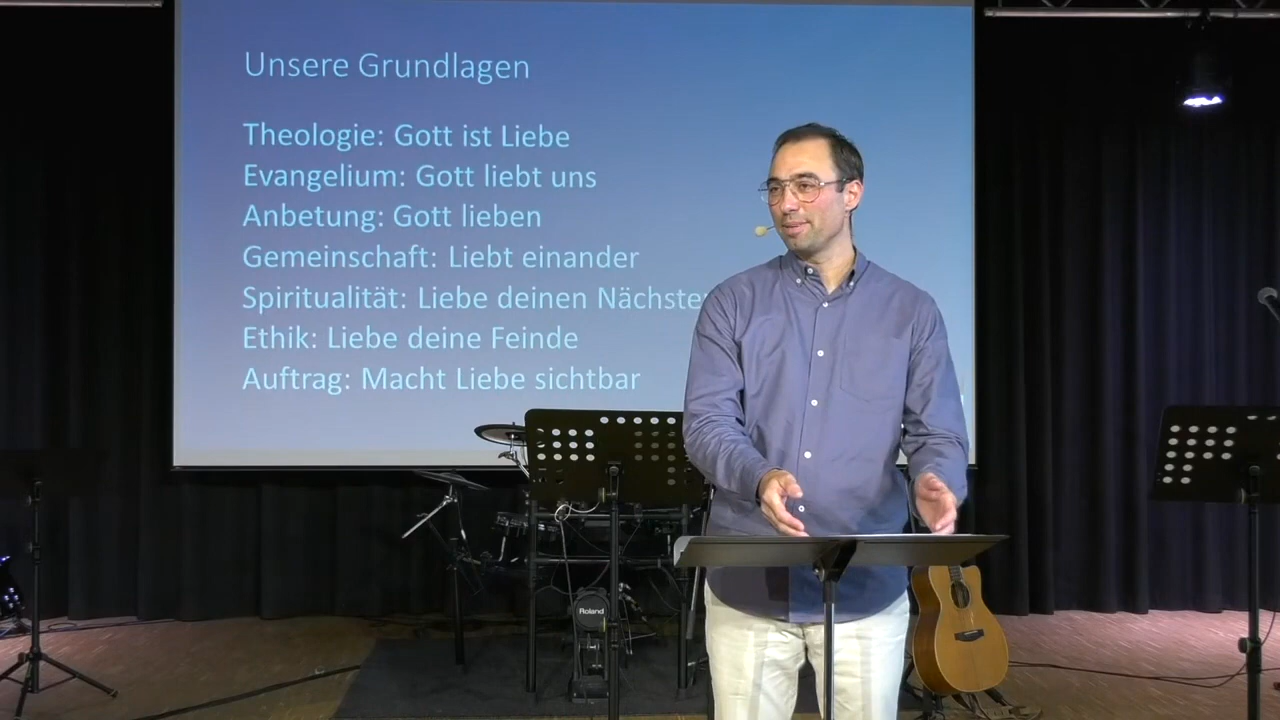 Unsere Grundlagen
Theologie: Gott ist Liebe
Evangelium: Gott liebt uns
Anbetung: Gott lieben
Gemeinschaft: Liebt einander
Spiritualität: Liebe deinen
Ethik: Liebe deine Feinde
Auftrag: Macht Liebe sichtbar
Roland